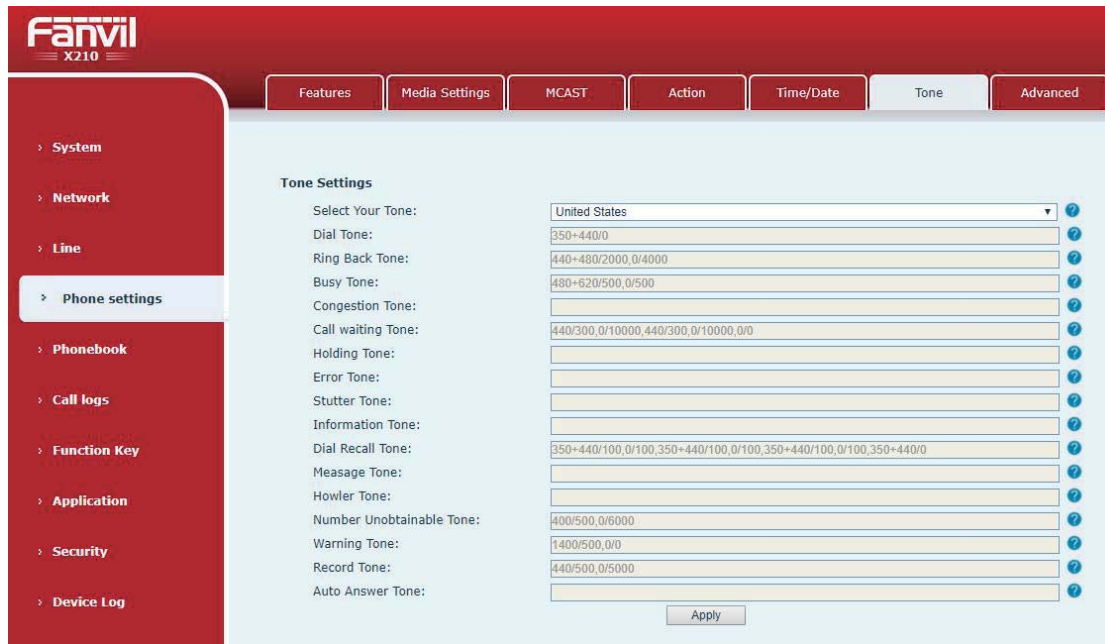 Fanvil
X210
Features Media Settings MCAST Action Time/Date Tone Advanced
› System
› Network
› Line
› Phone settings
› Phonebook
› Call logs
› Function Key
› Application
› Security
› Device Log
Tone Settings
Select Your Tone: United States
Dial Tone: 350+440/0
Ring Back Tone: 440+480/2000,0/4000
Busy Tone: 480+620/500,0/500
Congestion Tone:
Call waiting Tone: 440/300,0/10000,440/300,0/10000,0/0
Holding Tone:
Error Tone:
Stutter Tone:
Information Tone:
Dial Recall Tone: 350+440/100,0/100,350+440/100,0/100,350+440/100,0/100,350+440/0
Meassage Tone:
Howler Tone:
Number Unobtainable Tone: 400/500,0/6000
Warning Tone: 1400/500,0/0
Record Tone: 440/500,0/5000
Auto Answer Tone:
Apply